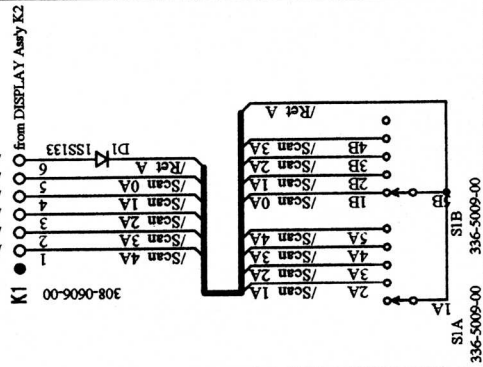 from DISPLAY Ass'y K2
K1
308-0606-00
6
5
4
3
2
1
1SS133
D1
/Ret A
/Scan 0A
/Scan 1A
/Scan 2A
/Scan 3A
/Scan 4A
/Ret A
/Scan 3A
/Scan 2A
/Scan 1A
/Scan 0A
4B
3B
2B
1B
5B
S1B
336-5009-00
/Scan 4A
/Scan 3A
/Scan 2A
/Scan 1A
5A
4A
3A
2A
1A
S1A
336-5009-00